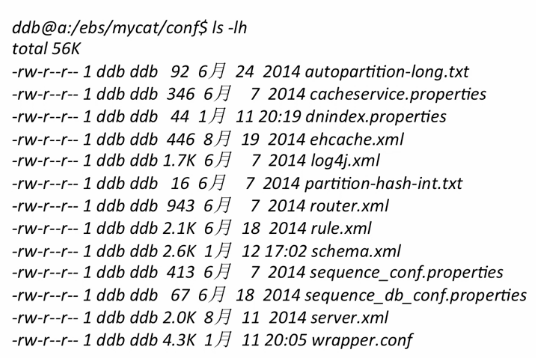 ddb@a:/ebs/mycat/conf$ ls -lh
total 56K
-rw-r--r-- 1 ddb ddb 92 6月 24 2014 autopartition-long.txt
-rw-r--r-- 1 ddb ddb 346 6月 7 2014 cacheservice.properties
-rw-r--r-- 1 ddb ddb 44 1月 11 20:19 dnindex.properties
-rw-r--r-- 1 ddb ddb 446 8月 19 2014 ehcache.xml
-rw-r--r-- 1 ddb ddb 1.7K 6月 7 2014 log4j.xml
-rw-r--r-- 1 ddb ddb 16 6月 7 2014 partition-hash-int.txt
-rw-r--r-- 1 ddb ddb 943 6月 7 2014 router.xml
-rw-r--r-- 1 ddb ddb 2.1K 6月 18 2014 rule.xml
-rw-r--r-- 1 ddb ddb 2.6K 1月 12 17:02 schema.xml
-rw-r--r-- 1 ddb ddb 413 6月 7 2014 sequence_conf.properties
-rw-r--r-- 1 ddb ddb 67 6月 18 2014 sequence_db_conf.properties
-rw-r--r-- 1 ddb ddb 2.0K 8月 11 2014 server.xml
-rw-r--r-- 1 ddb ddb 4.3K 1月 11 20:05 wrapper.conf